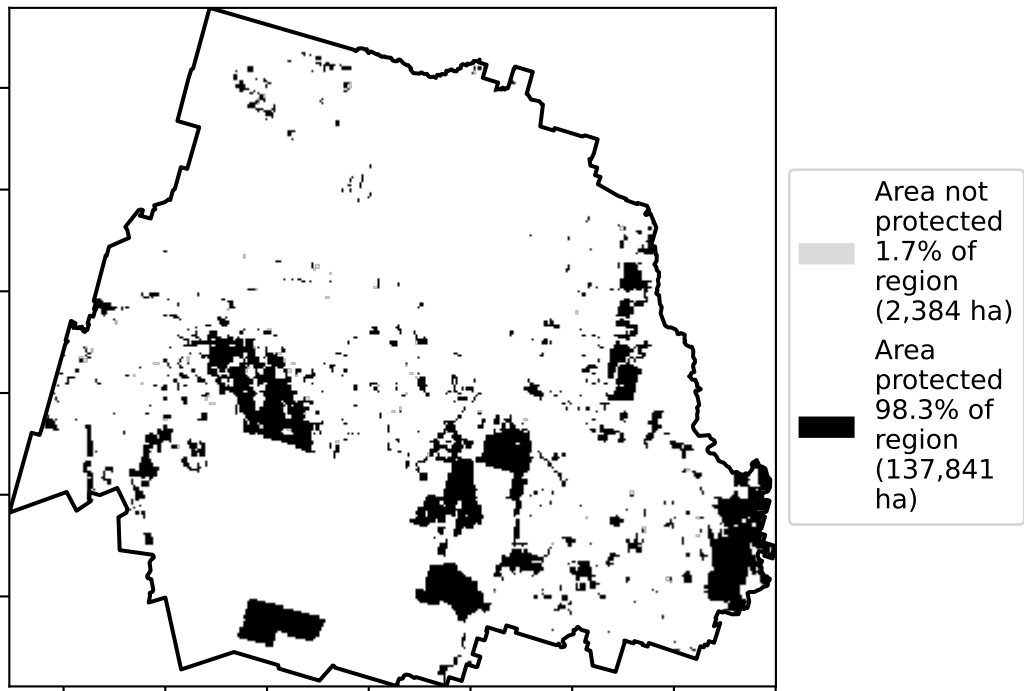 Area not
protected
1.7% of
region
(2,384 ha)
Area
protected
98.3% of
region
(137,841
ha)